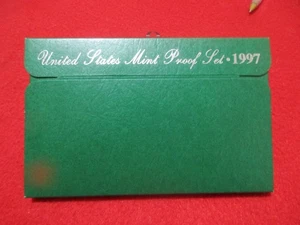 United States Mint Proof Set • 1997